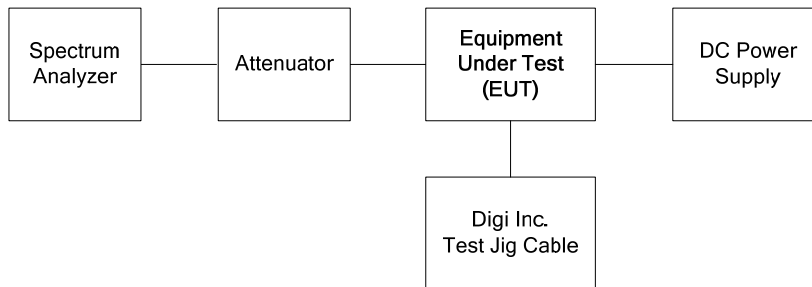 Spectrum
Analyzer
Attenuator
Equipment
Under Test
(EUT)
DC Power
Supply
Digi Inc.
Test Jig Cable